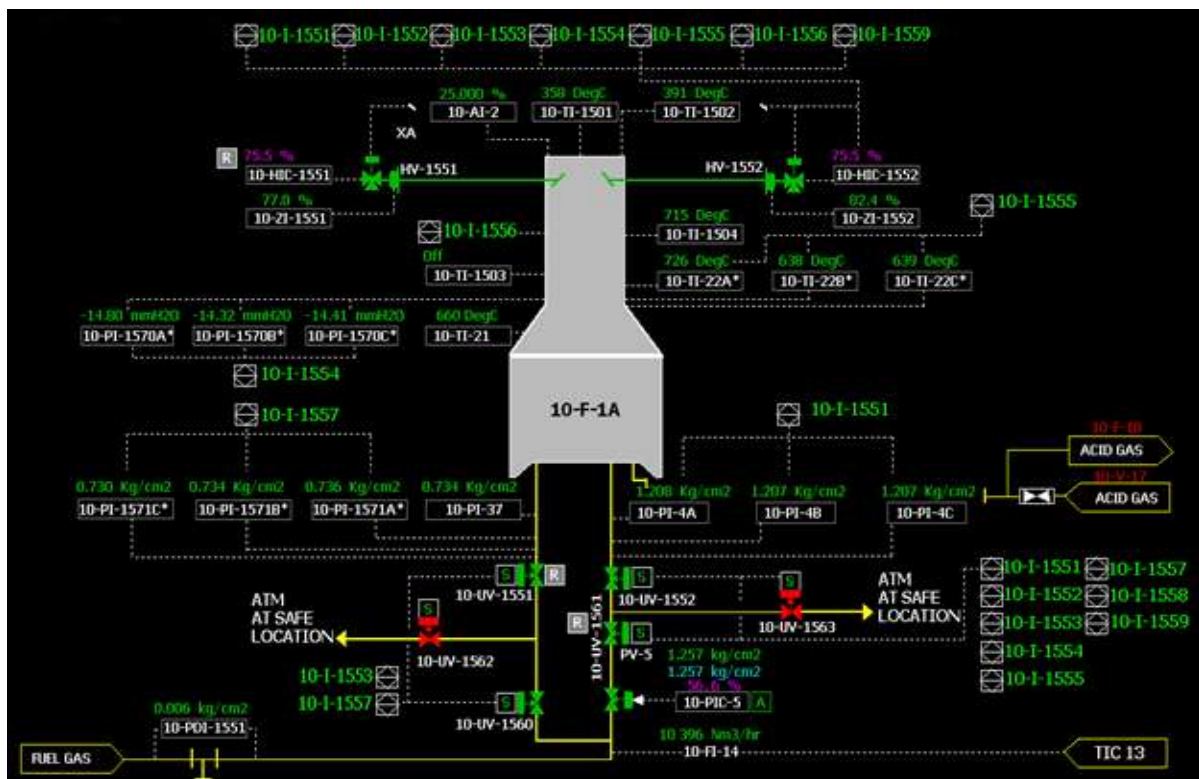 10-I-1551 10-I-1552 10-I-1553 10-I-1554 10-I-1555 10-I-1556 10-I-1559
25.000 % 358 DegC 391 DegC
10-AI-2 10-TI-1501 10-TI-1502
XA
R 75.5 % HV-1551 HV-1552 75.5 %
10-HIC-1551 10-HIC-1552
77.0 % 82.4 %
10-ZI-1551 10-ZI-1552
10-I-1555
715 DegC
10-I-1556 10-TI-1504
Off 726 DegC 638 DegC 639 DegC
10-TI-1503 10-TI-22A* 10-TI-22B* 10-TI-22C*
-14.80 mmH2O -14.32 mmH2O -14.41 mmH2O 660 DegC
10-PI-1570A* 10-PI-1570B* 10-PI-1570C* 10-TI-21
10-I-1554
10-F-1A
10-I-1557 10-I-1551
ACID GAS
0.730 Kg/cm2 0.734 Kg/cm2 0.736 Kg/cm2 0.734 Kg/cm2 1.208 Kg/cm2 1.207 Kg/cm2 1.207 Kg/cm2
10-V-17
10-PI-1571C* 10-PI-1571B* 10-PI-1571A* 10-PI-37 10-PI-4A 10-PI-4B 10-PI-4C ACID GAS
S R S S
10-UV-1551 10-UV-1552
10-I-1551 10-I-1557
10-I-1552 10-I-1558
10-I-1553 10-I-1559
10-I-1554
10-I-1555
ATM
AT SAFE
LOCATION
S
10-UV-1562
R
10-UV-1561
S
PV-5
10-UV-1563
ATM
AT SAFE
LOCATION
10-I-1553
10-I-1557
S
10-UV-1560
1.257 kg/cm2
1.257 kg/cm2
56.6 %
10-PIC-5 A
0.006 kg/cm2
10-PDI-1551
10 396 Nm3/hr
10-FI-14
FUEL GAS TIC 13